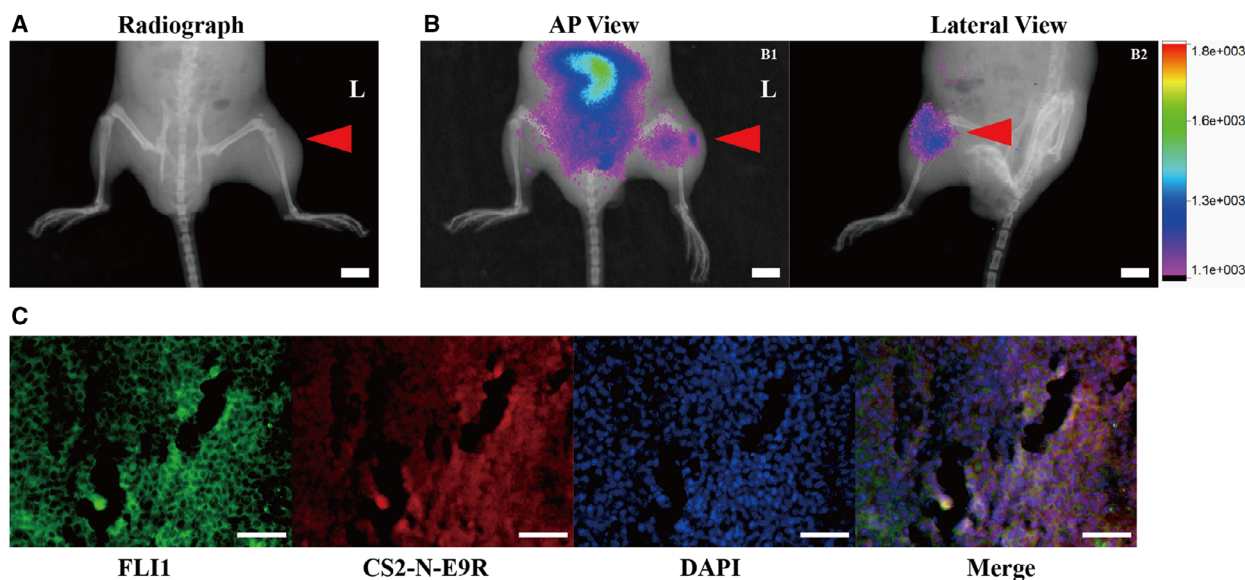 A
Radiograph
L
B
AP View
Lateral View
B1
L
B2
1.8e+003
1.6e+003
1.3e+003
1.1e+003
C
FLI1
CS2-N-E9R
DAPI
Merge